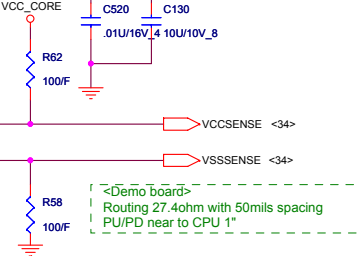 VCC_CORE
C520
C130
.01U/16V_4
10U/10V_8
R62
100/F
VCCSENSE <34>
VSSSENSE <34>
R58
100/F
<Demo board>
Routing 27.4ohm with 50mils spacing
PU/PD near to CPU 1"